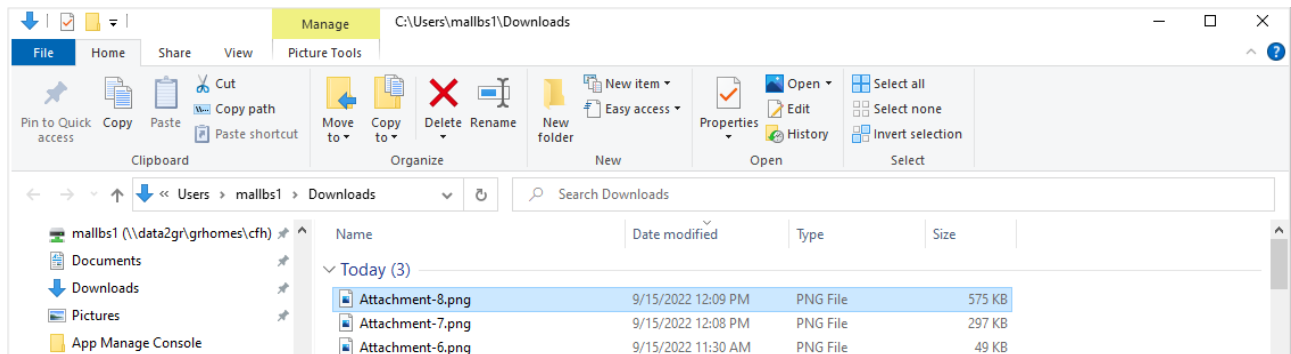 Manage C:\Users\mallbs1\Downloads
File Home Share View Picture Tools
Pin to Quick access
Copy
Paste
Cut
Copy path
Paste shortcut
Clipboard
Move to
Copy to
Delete
Rename
Organize
New folder
New item
Easy access
New
Properties
Open
Edit
History
Open
Select all
Select none
Invert selection
Select
« Users > mallbs1 > Downloads
Search Downloads
mallbs1 (\\data2gr\grhomes\cfh)
Documents
Downloads
Pictures
App Manage Console
Name Date modified Type Size
Today (3)
Attachment-8.png 9/15/2022 12:09 PM PNG File 575 KB
Attachment-7.png 9/15/2022 12:08 PM PNG File 297 KB
Attachment-6.png 9/15/2022 11:30 AM PNG File 49 KB